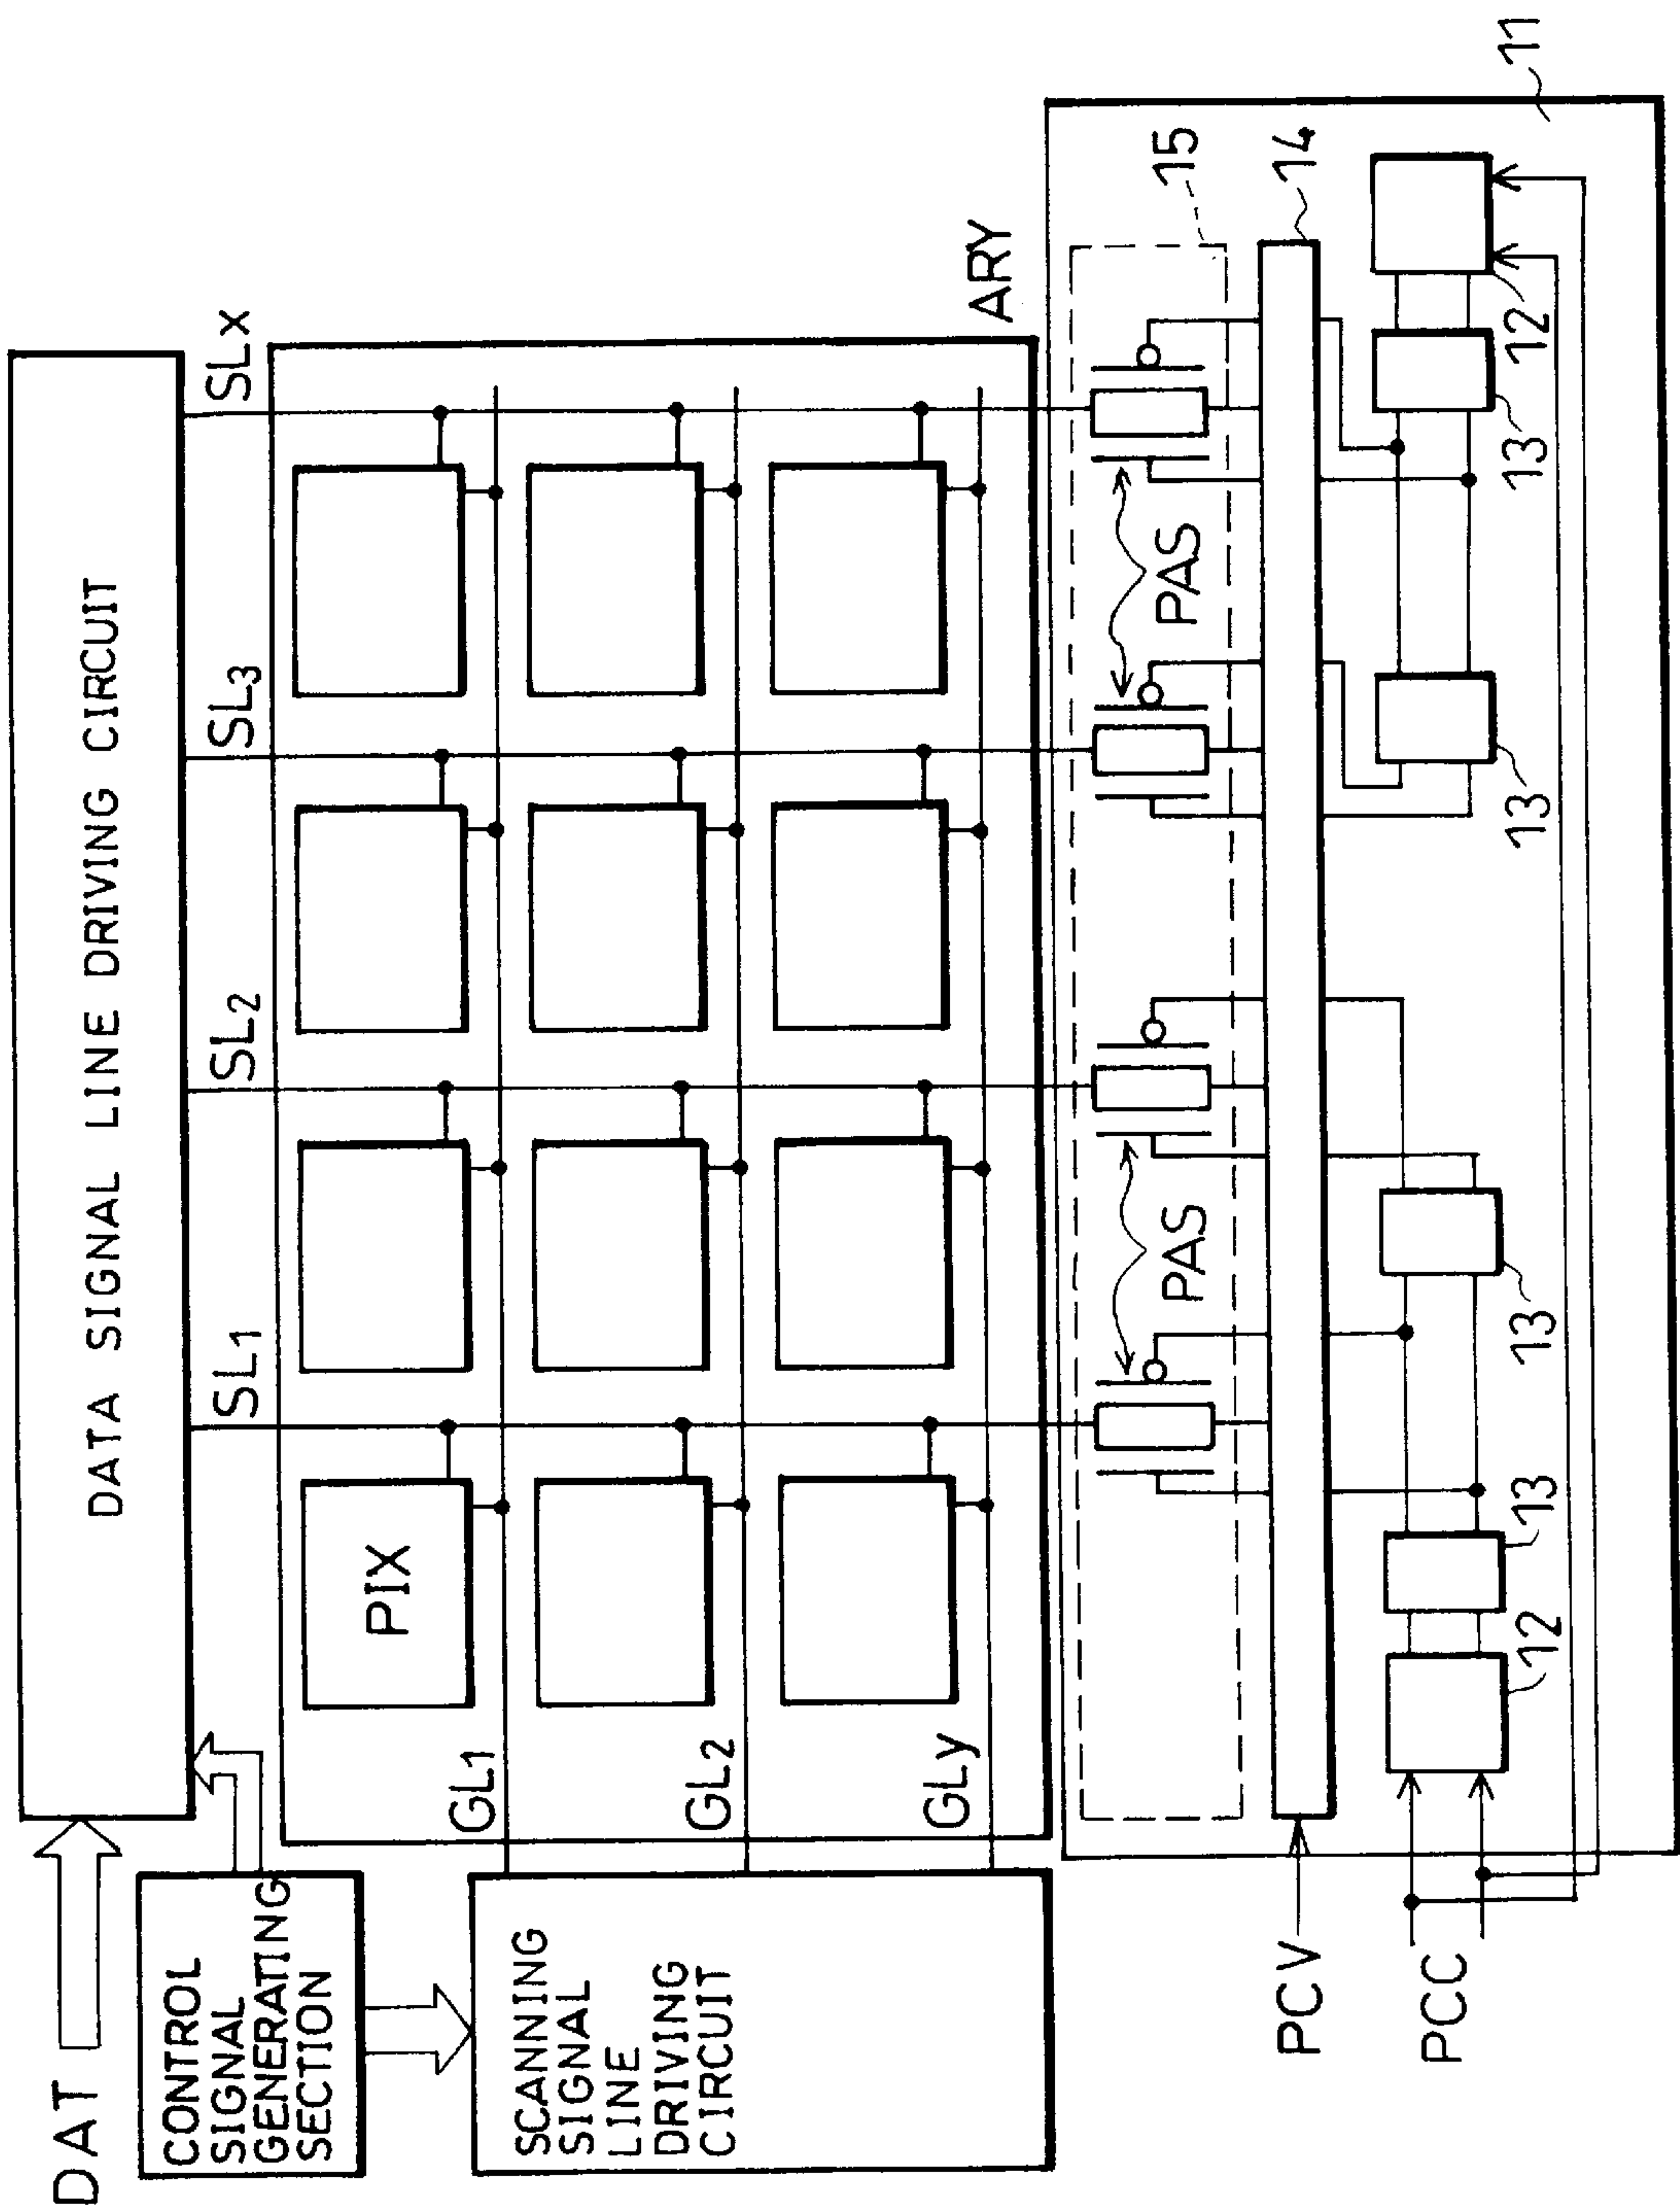 DAT
DATA SIGNAL LINE DRIVING CIRCUIT
CONTROL
SIGNAL
GENERATING
SECTION
SL1
SL2
SL3
SLx
PIX
GL1
GL2
GLy
SCANNING
SIGNAL
LINE
DRIVING
CIRCUIT
ARY
PAS
PAS
15
14
PCV
PCC
12
13
13
13
13
12
11